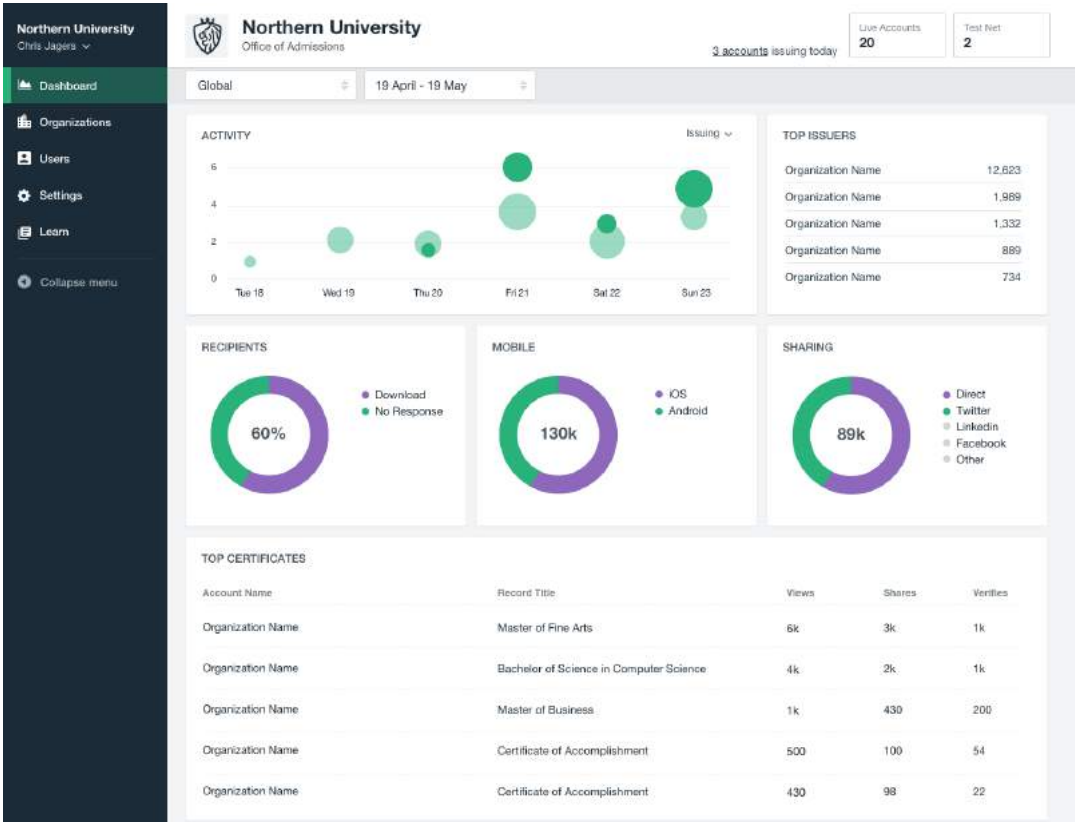 Northern University
Chris Jagers
Dashboard
Organizations
Users
Settings
Learn
Collapse menu
Northern University
Office of Admissions
3 accounts issuing today
Live Accounts
20
Test Net
2
Global
19 April - 19 May
ACTIVITY
Issuing
6
4
2
0
Tue 18 Wed 19 Thu 20 Fri 21 Sat 22 Sun 23
TOP ISSUERS
Organization Name 12,623
Organization Name 1,989
Organization Name 1,332
Organization Name 889
Organization Name 734
RECIPIENTS
60%
Download
No Response
MOBILE
130k
iOS
Android
SHARING
89k
Direct
Twitter
Linkedin
Facebook
Other
TOP CERTIFICATES
Account Name Record Title Views Shares Verifies
Organization Name Master of Fine Arts 6k 3k 1k
Organization Name Bachelor of Science in Computer Science 4k 2k 1k
Organization Name Master of Business 1k 430 200
Organization Name Certificate of Accomplishment 500 100 54
Organization Name Certificate of Accomplishment 430 98 22